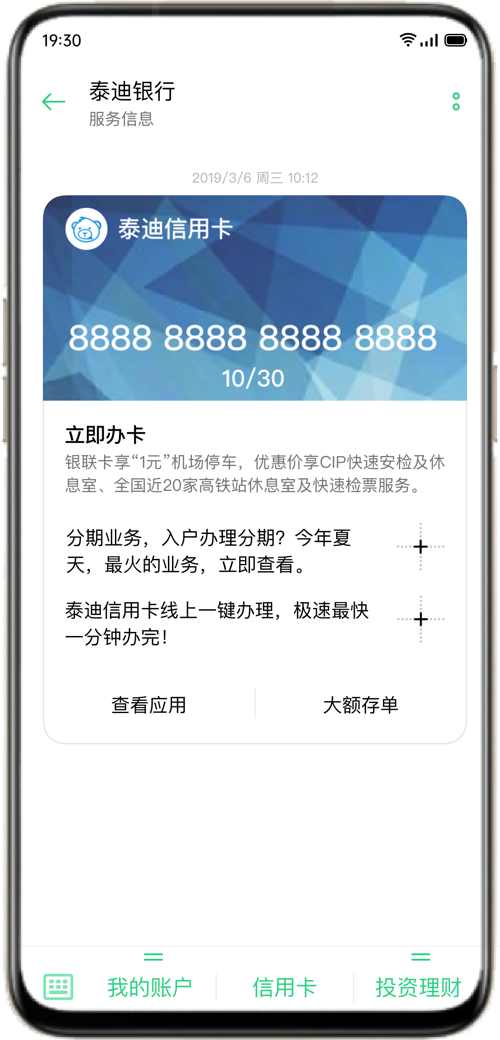 19:30
泰迪银行
服务信息
2019/3/6 周三 10:12
泰迪信用卡
8888 8888 8888 8888
10/30
立即办卡
银联卡享“1元”机场停车，优惠价享CIP快速安检及休
息室、全国近20家高铁站休息室及快速检票服务。
分期业务，入户办理分期？今年夏
天，最火的业务，立即查看。
泰迪信用卡线上一键办理，极速最快
一分钟办完！
查看应用
大额存单
我的账户
信用卡
投资理财